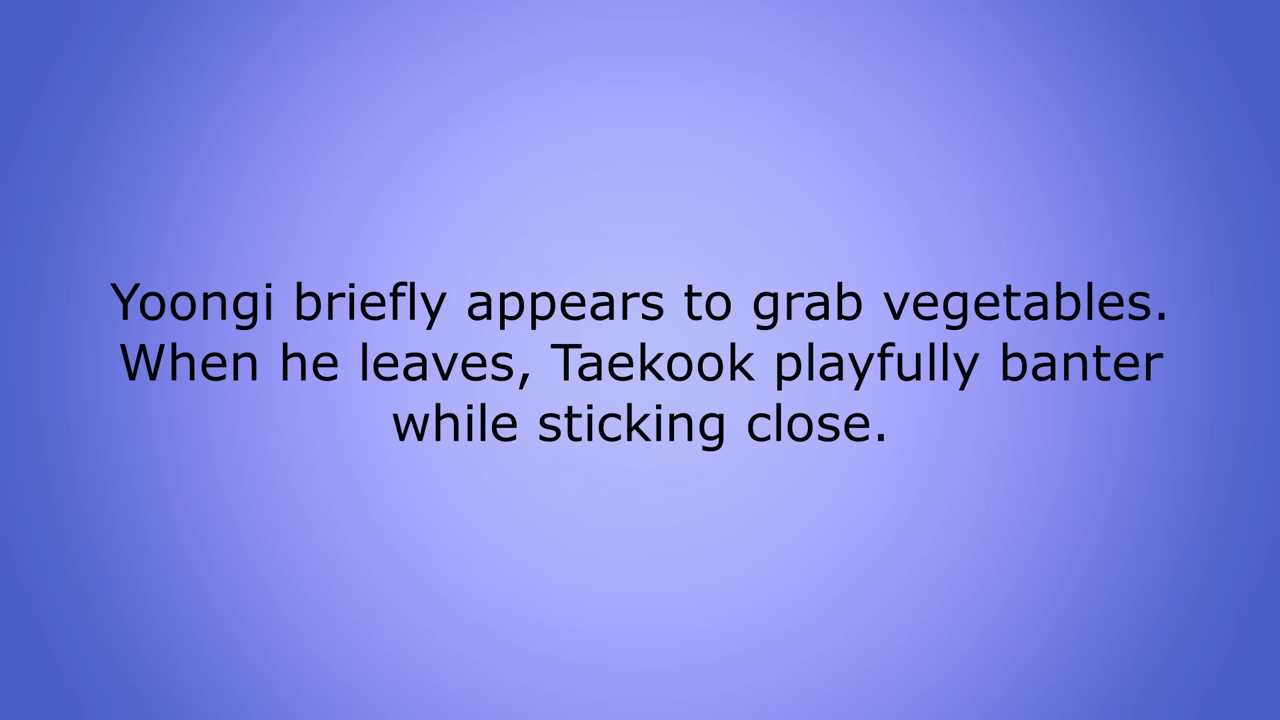 Yoongi briefly appears to grab vegetables.
When he leaves, Taekook playfully banter
while sticking close.